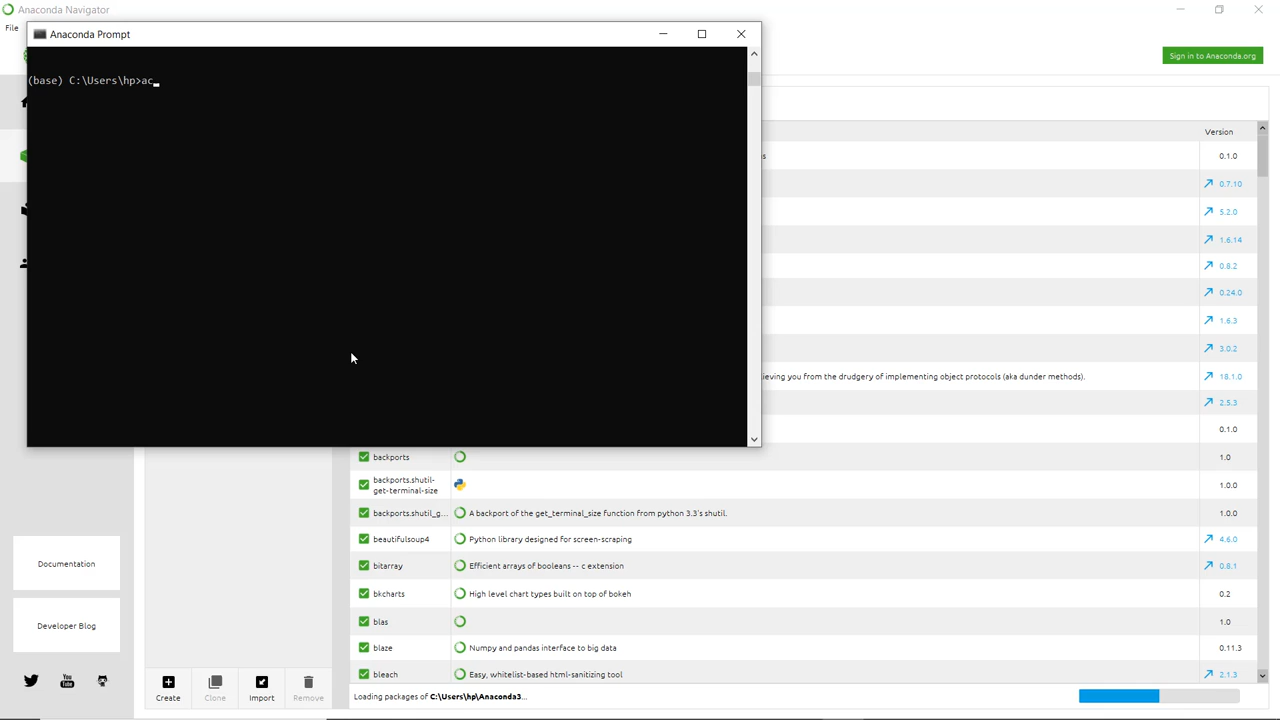 Anaconda Navigator
File
Anaconda Prompt
(base) C:\Users\hp>ac_
Sign in to Anaconda.org
Version
s 0.1.0
0.7.10
5.2.0
1.6.14
0.8.2
0.24.0
1.6.3
3.0.2
ieving you from the drudgery of implementing object protocols (aka dunder methods). 18.1.0
2.5.3
0.1.0
backports 1.0
backports.shutil-
get-terminal-size 1.0.0
backports.shutil_g... A backport of the get_terminal_size function from python 3.3's shutil. 1.0.0
beautifulsoup4 Python library designed for screen-scraping 4.6.0
bitarray Efficient arrays of booleans -- c extension 0.8.1
bkcharts High level chart types built on top of bokeh 0.2
blas 1.0
blaze Numpy and pandas interface to big data 0.11.3
bleach Easy, whitelist-based html-sanitizing tool 2.1.3
Documentation
Developer Blog
You Tube
Create Clone Import Remove
Loading packages of C:\Users\hp\Anaconda3...